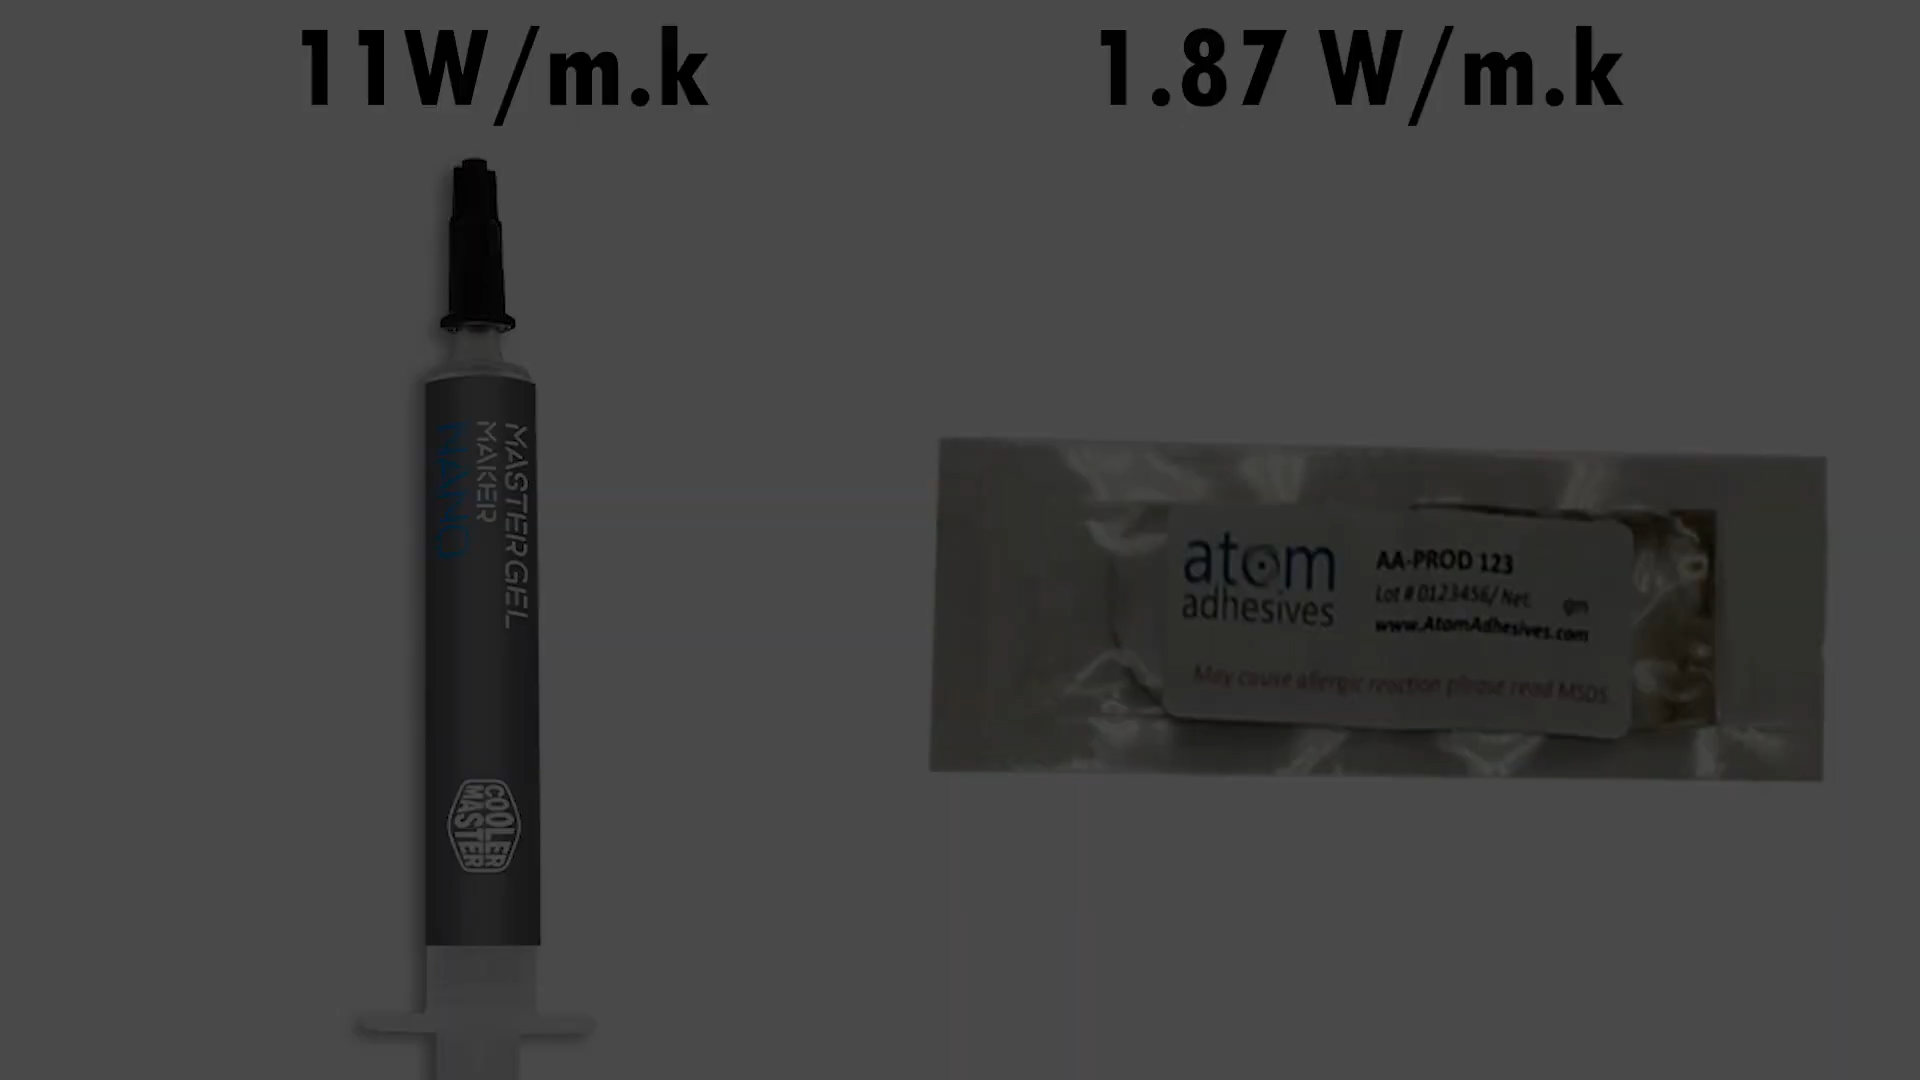 11W/m.k
1.87 W/m.k
MASTERGEL
MAKER
NANO
COOLER
MASTER
atom
adhesives
AA-PROD 123
Lot # 0123456/ Net. gm
www.AtomAdhesives.com
May cause allergic reaction please read MSDS